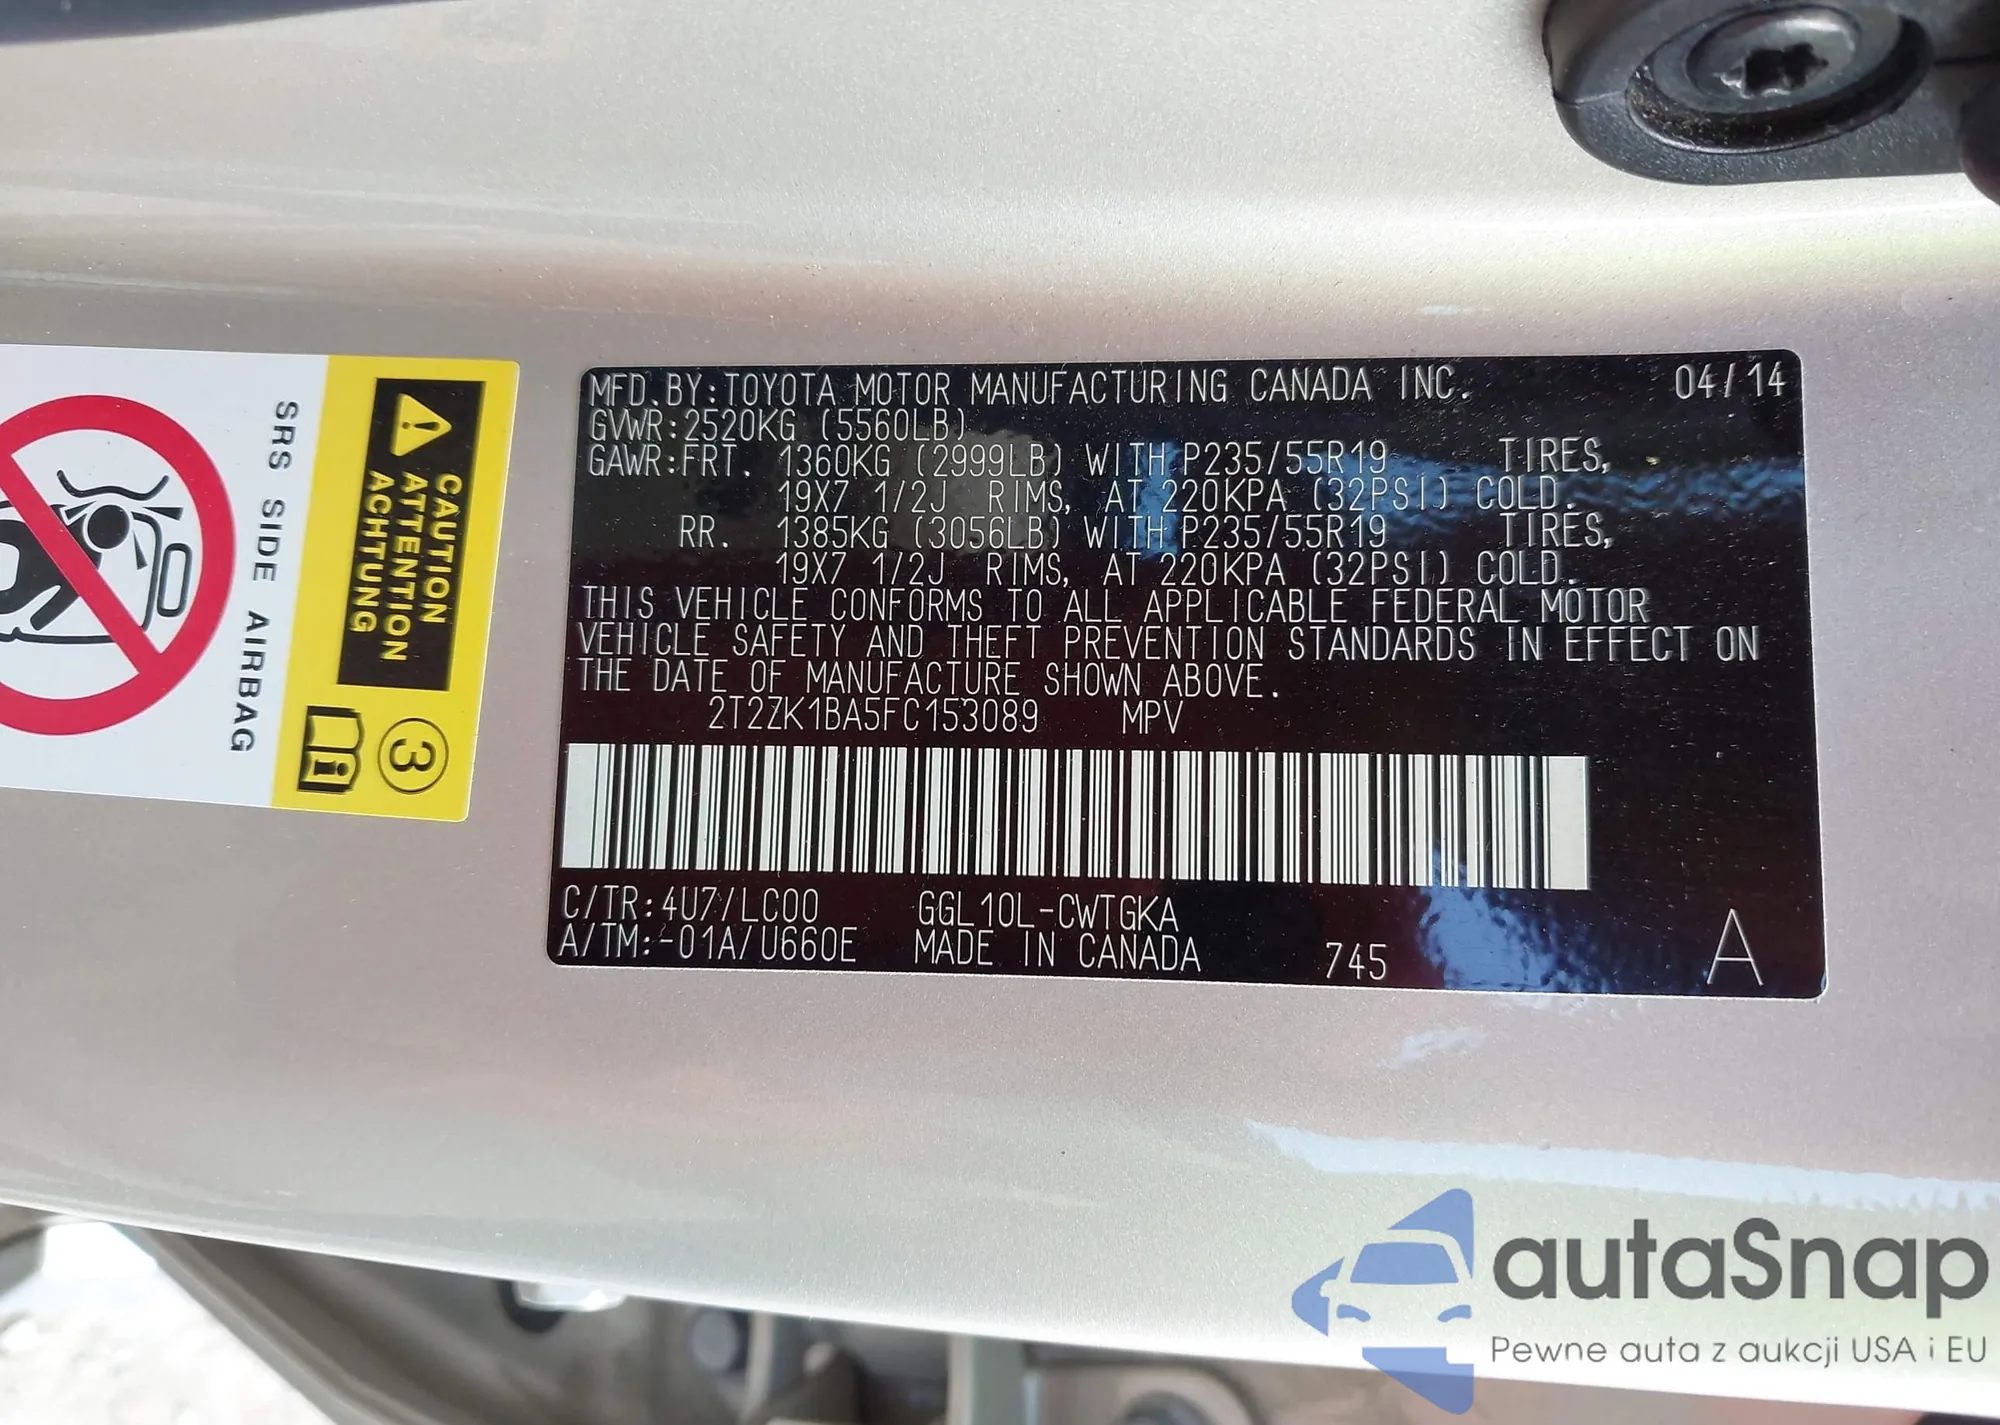 MFD.BY:TOYOTA MOTOR MANUFACTURING CANADA INC. 04/14
GVWR:2520KG (5560LB)
GAWR:FRT. 1360KG (2999LB) WITH P235/55R19 TIRES,
19X7 1/2J RIMS, AT 220KPA (32PSI) COLD.
RR. 1385KG (3056LB) WITH P235/55R19 TIRES,
19X7 1/2J RIMS, AT 220KPA (32PSI) COLD.
THIS VEHICLE CONFORMS TO ALL APPLICABLE FEDERAL MOTOR
VEHICLE SAFETY AND THEFT PREVENTION STANDARDS IN EFFECT ON
THE DATE OF MANUFACTURE SHOWN ABOVE.
2T2ZK1BA5FC153089 MPV
C/TR:4U7/LC00 GGL10L-CWTGKA
A/TM:-01A/U660E MADE IN CANADA 745 A
CAUTION
ATTENTION
ACHTUNG
3
SRS SIDE AIRBAG
autaSnap
Pewne auta z aukcji USA i EU